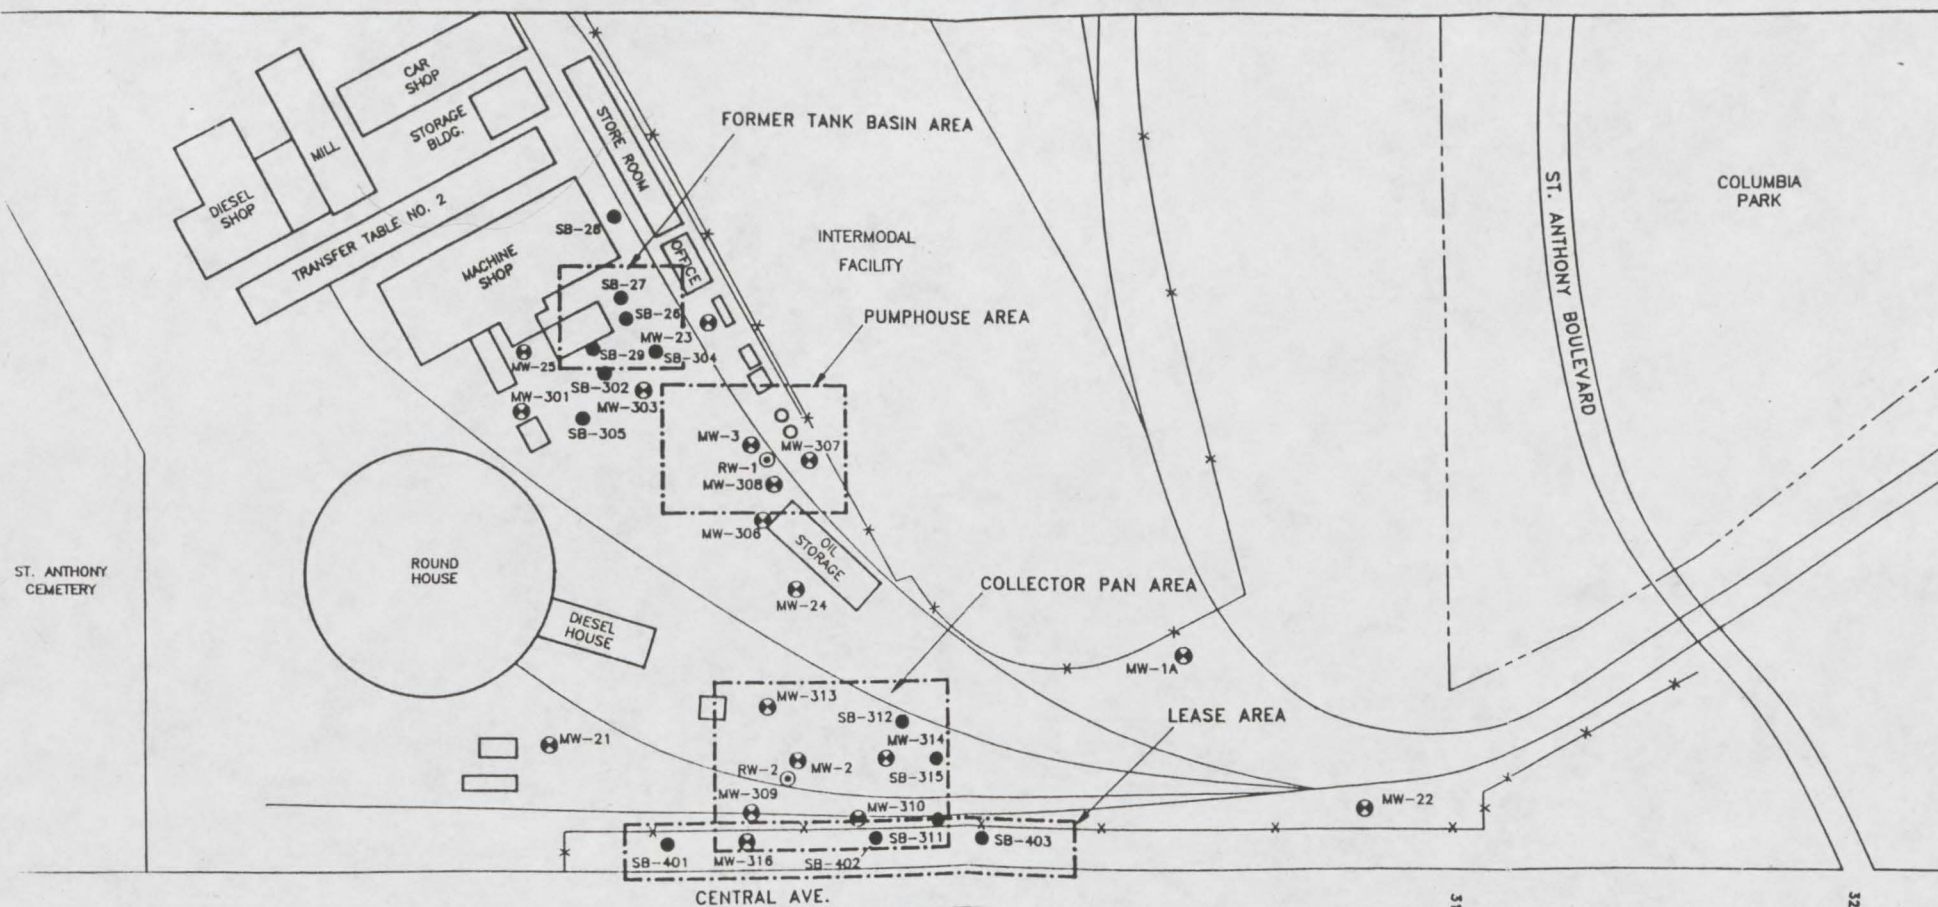 CAR
SHOP
STORAGE
BLDG.
MILL
DIESEL
SHOP
TRANSFER TABLE NO. 2
MACHINE
SHOP
STORE ROOM
OFFICE
FORMER TANK BASIN AREA
INTERMODAL
FACILITY
PUMPHOUSE AREA
ST. ANTHONY BOULEVARD
COLUMBIA
PARK
SB-28
SB-27
SB-26
MW-23
SB-29
SB-304
MW-25
SB-302
MW-301
MW-303
SB-305
MW-3
MW-307
RW-1
MW-308
MW-306
OIL
STORAGE
MW-24
ROUND
HOUSE
ST. ANTHONY
CEMETERY
DIESEL
HOUSE
COLLECTOR PAN AREA
MW-1A
LEASE AREA
MW-313
SB-312
MW-314
MW-21
RW-2
MW-2
SB-315
MW-309
MW-310
MW-22
SB-311
SB-403
SB-401
MW-316
SB-402
CENTRAL AVE.
31
32